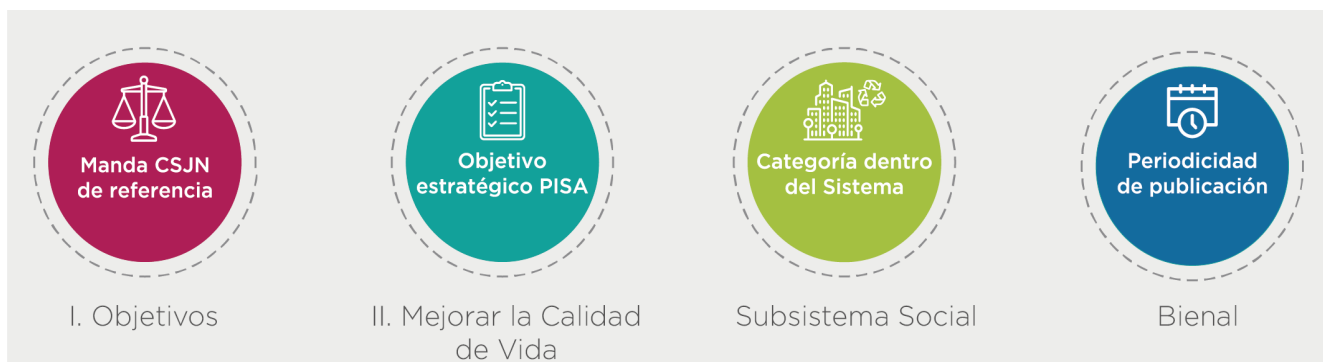 Manda CSJN
de referencia
Objetivo
estratégico PISA
Categoría dentro
del Sistema
Periodicidad
de publicación
I. Objetivos
II. Mejorar la Calidad
de Vida
Subsistema Social
Bienal